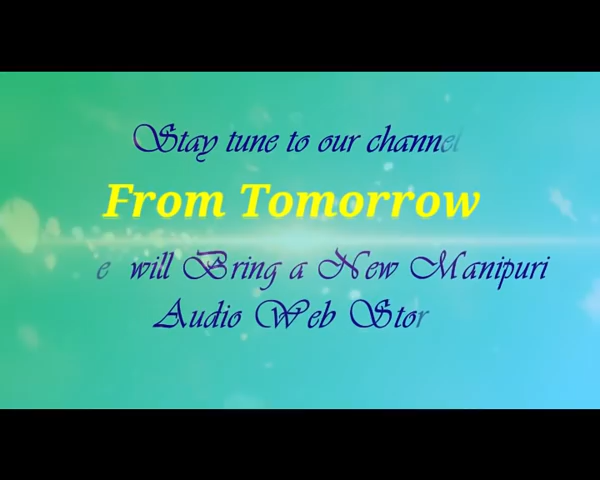 Stay tune to our channel
From Tomorrow
e will Bring a New Manipuri
Audio Web Stor